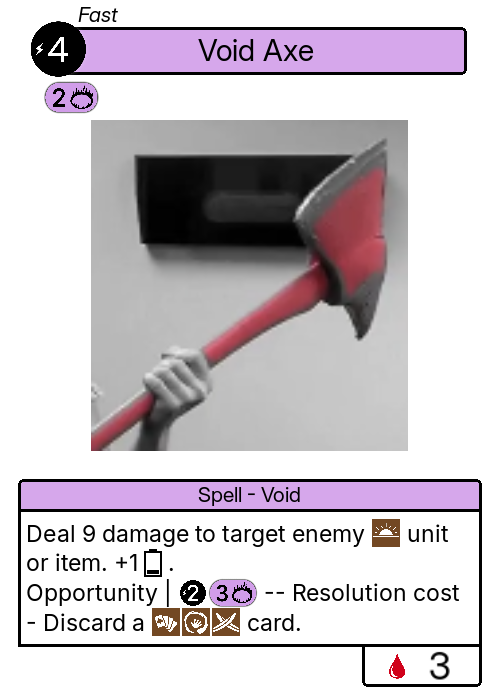 Fast
4
Void Axe
2
Spell - Void
Deal 9 damage to target enemy unit
or item. +1 .
Opportunity | 2 3 -- Resolution cost
- Discard a card.
3